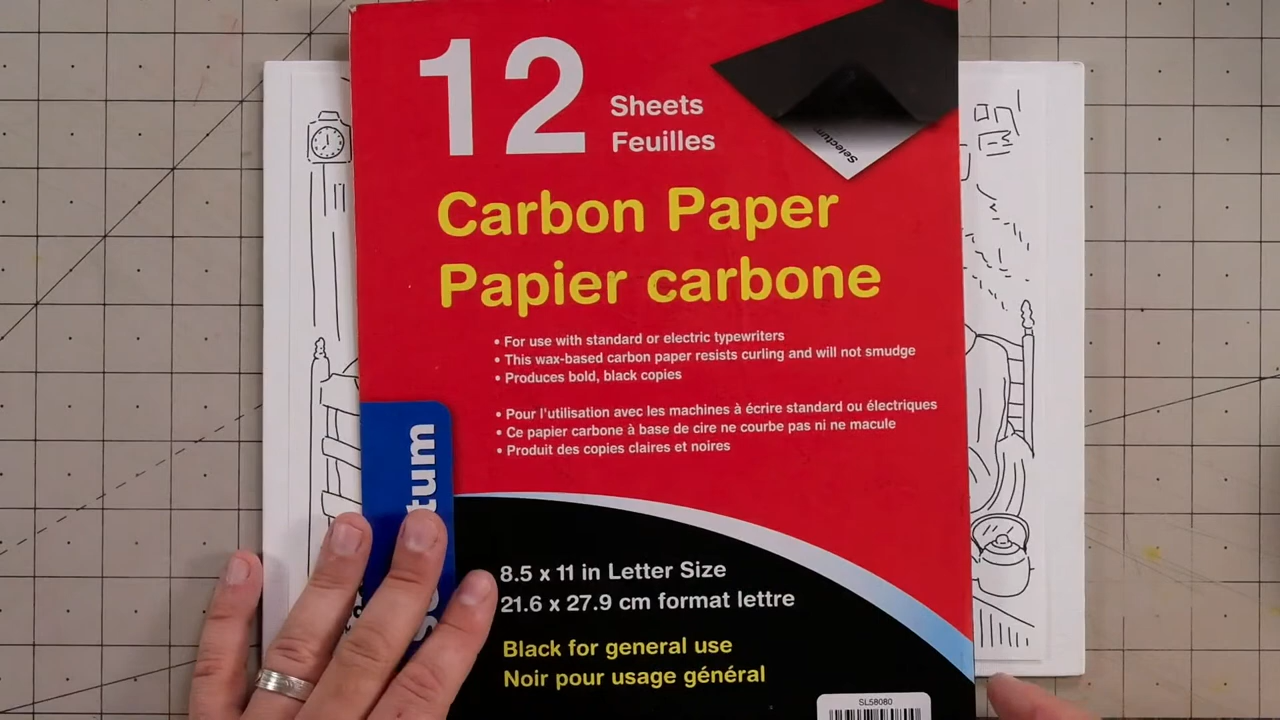 12
Sheets
Feuilles
Selectum
Carbon Paper
Papier carbone
• For use with standard or electric typewriters
• This wax-based carbon paper resists curling and will not smudge
• Produces bold, black copies
• Pour l'utilisation avec les machines à écrire standard ou électriques
• Ce papier carbone à base de cire ne courbe pas ni ne macule
• Produit des copies claires et noires
tum
8.5 x 11 in Letter Size
21.6 x 27.9 cm format lettre
Black for general use
Noir pour usage général
SL58080